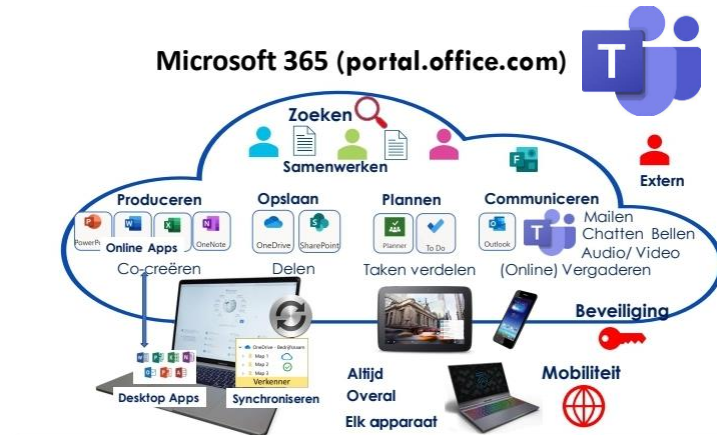 Microsoft 365 (portal.office.com)
T
Zoeken
Samenwerken
F
Extern
Produceren
Opslaan
Plannen
Communiceren
P
W
X
N
S
O
T
Mailen
Chatten Bellen
Audio/ Video
Online Apps
OneNote
OneDrive
SharePoint
Planner
To Do
Outlook
Co-creëren
Delen
Taken verdelen
(Online) Vergaderen
Beveiliging
OneDrive - Bedrijfsnaam
Map 1
Map 2
Map 3
Verkenner
Altijd
Overal
Elk apparaat
Mobiliteit
Desktop Apps
Synchroniseren